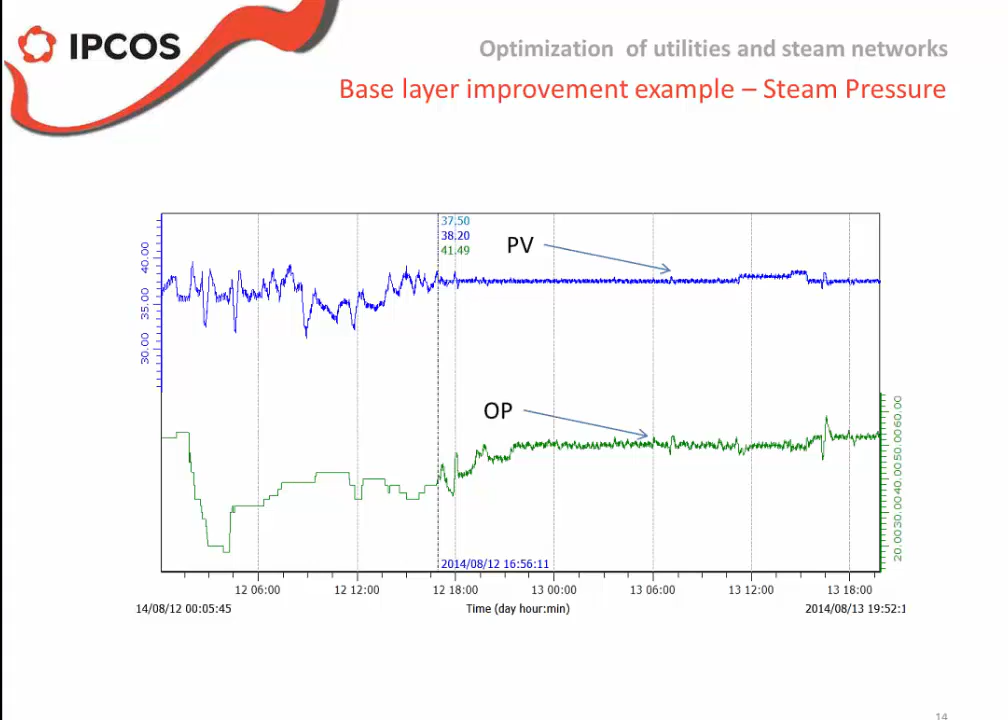 IPCOS
Optimization of utilities and steam networks
Base layer improvement example – Steam Pressure
37.50
38.20
41.49
PV
40.00
35.00
30.00
OP
60.00
50.00
40.00
30.00
20.00
2014/08/12 16:56:11
12 06:00 12 12:00 12 18:00 13 00:00 13 06:00 13 12:00 13 18:00
14/08/12 00:05:45 Time (day hour:min) 2014/08/13 19:52:1
14